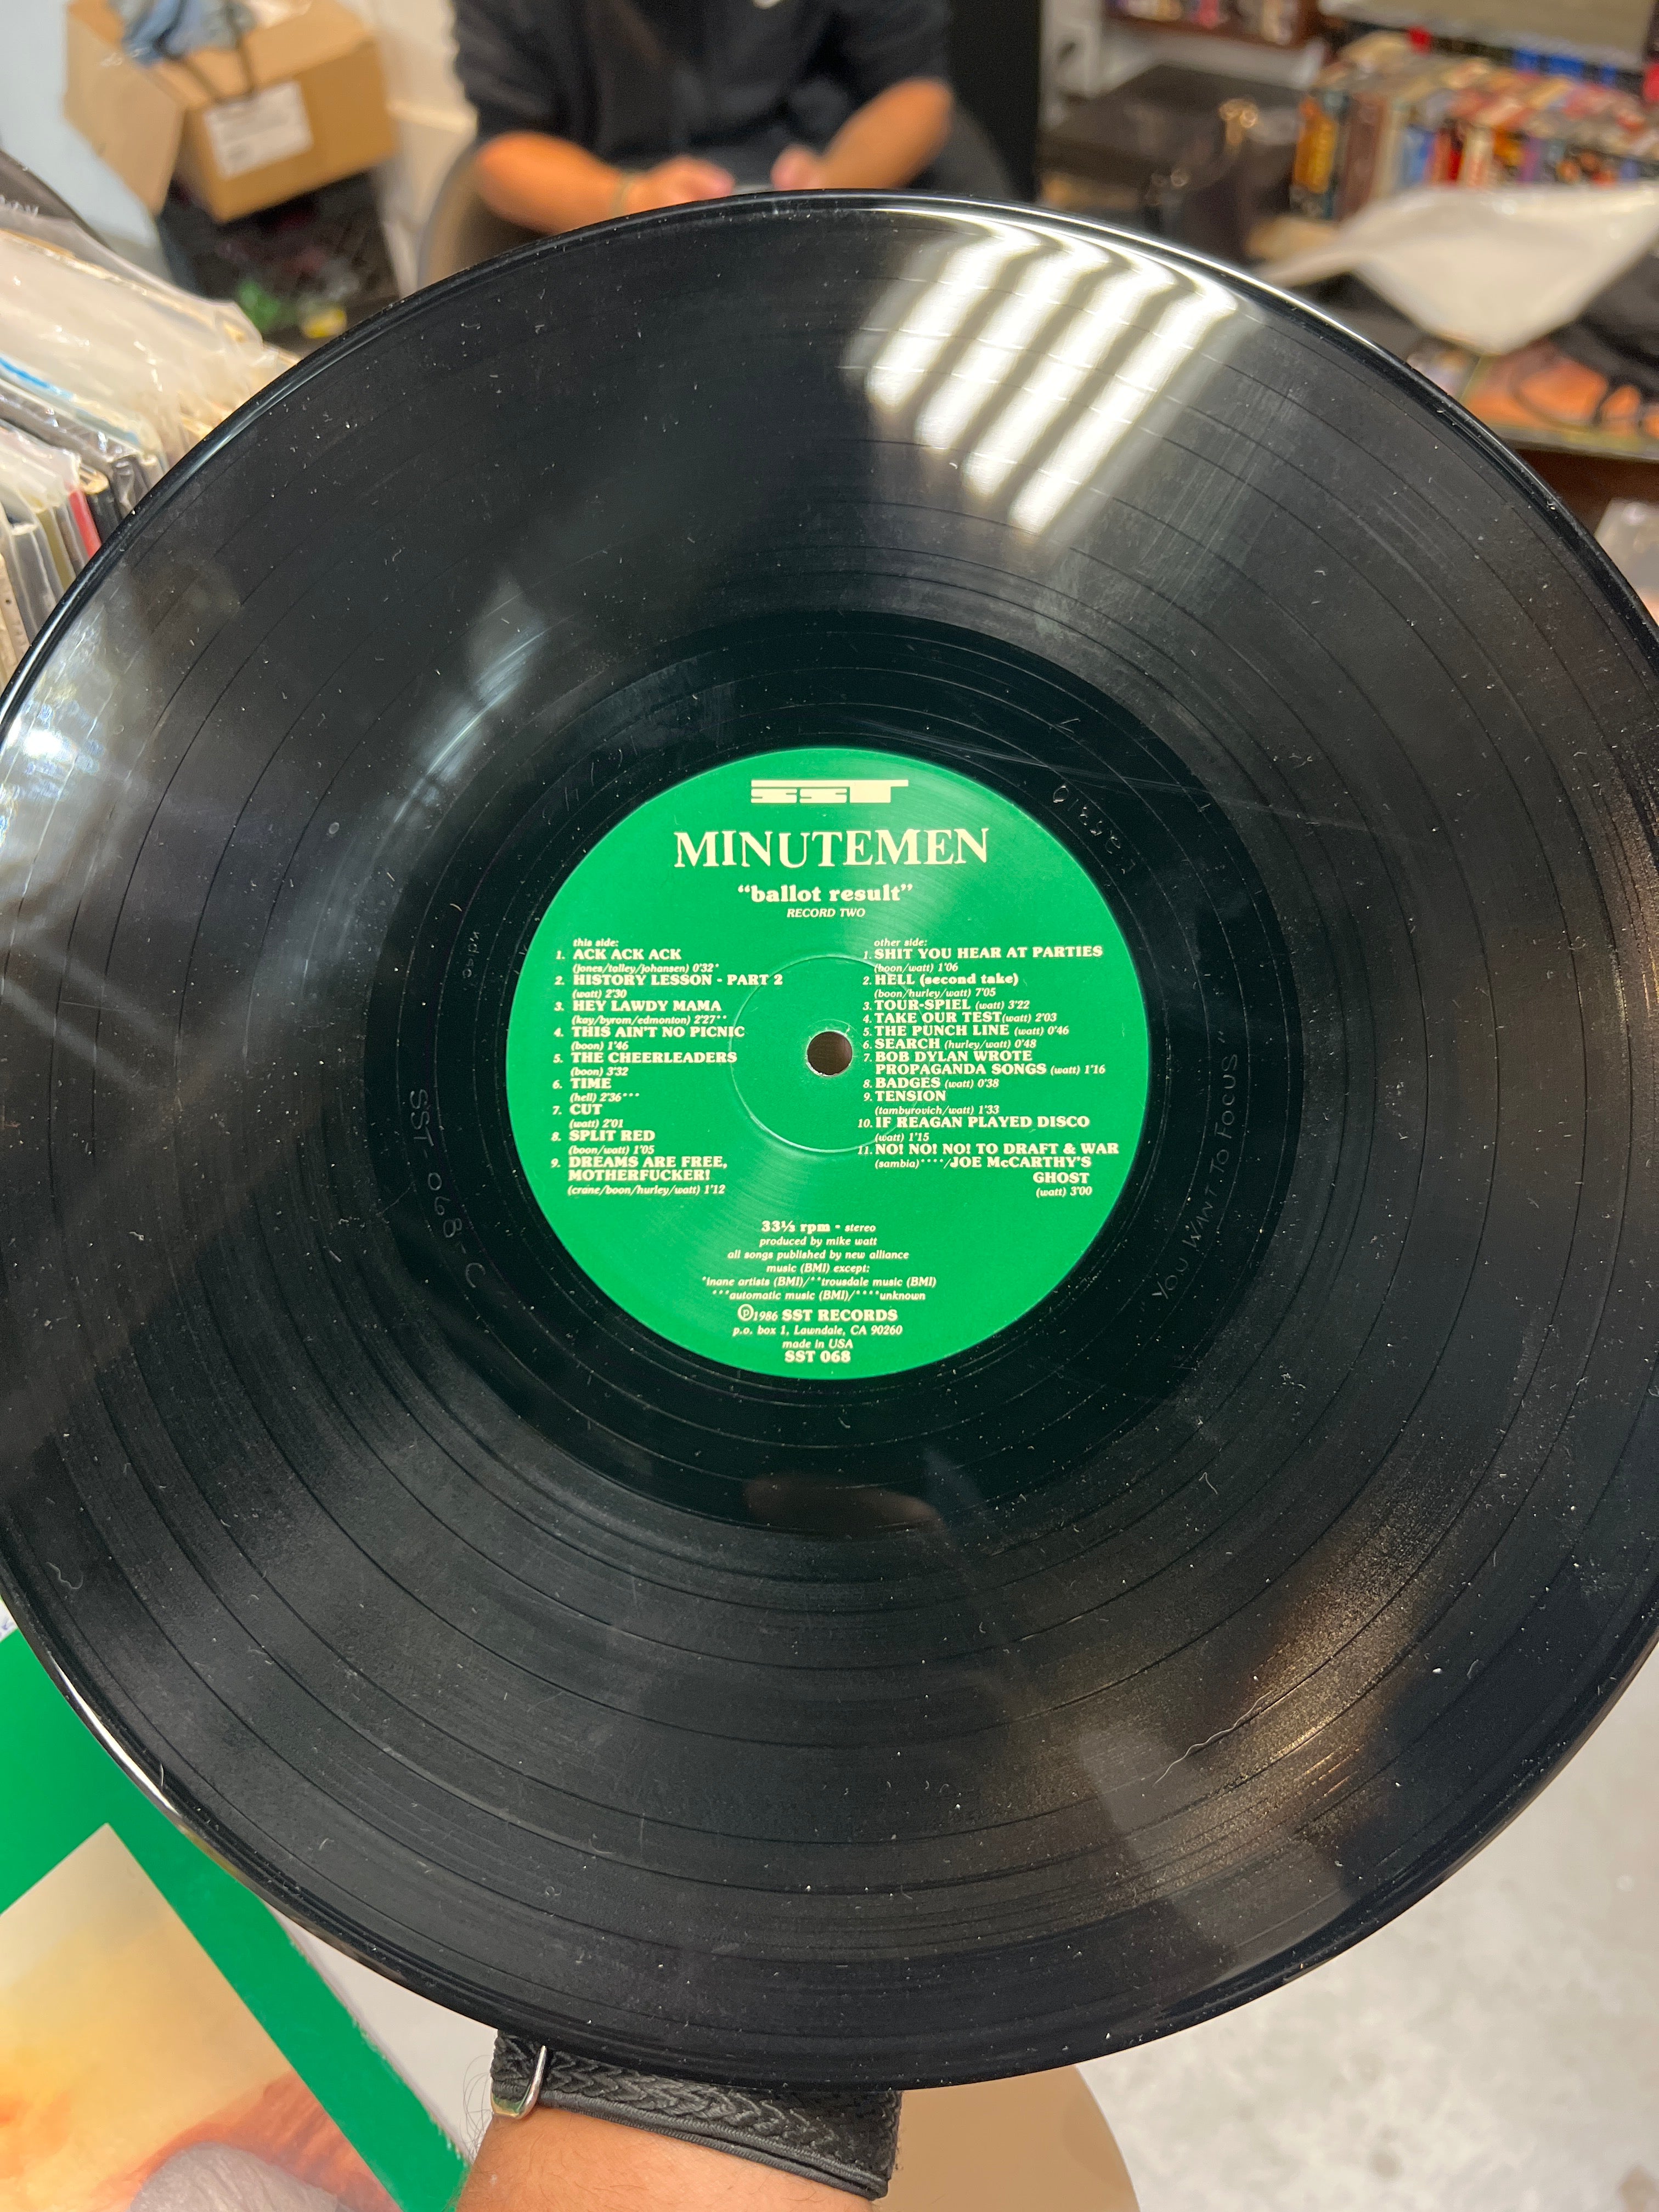 SST
MINUTEMEN
"ballot result"
RECORD TWO
this side:
1. ACK ACK ACK
(jones/talley/johansen) 0'32*
2. HISTORY LESSON - PART 2
(watt) 2'30
3. HEY LAWDY MAMA
(kay/byrom/edmonton) 2'27**
4. THIS AIN'T NO PICNIC
(boon) 1'46
5. THE CHEERLEADERS
(boon) 3'32
6. TIME
(hell) 2'36***
7. CUT
(watt) 2'01
8. SPLIT RED
(boon/watt) 1'05
9. DREAMS ARE FREE,
MOTHERFUCKER!
(crane/boon/hurley/watt) 1'12
other side:
1. SHIT YOU HEAR AT PARTIES
(boon/watt) 1'06
2. HELL (second take)
(boon/hurley/watt) 7'05
3. TOUR-SPIEL (watt) 3'22
4. TAKE OUR TEST (watt) 2'03
5. THE PUNCH LINE (watt) 0'46
6. SEARCH (hurley/watt) 0'48
7. BOB DYLAN WROTE
PROPAGANDA SONGS (watt) 1'16
8. BADGES (watt) 0'38
9. TENSION
(tamburovich/watt) 1'33
10. IF REAGAN PLAYED DISCO
(watt) 1'15
11. NO! NO! NO! TO DRAFT & WAR
(sambia)****/JOE McCARTHY'S
GHOST
(watt) 3'00
33⅓ rpm - stereo
produced by mike watt
all songs published by new alliance
music (BMI) except:
*inane artists (BMI)/**trousdale music (BMI)
***automatic music (BMI)/****unknown
℗1986 SST RECORDS
p.o. box 1, Lawndale, CA 90260
made in USA
SST 068
SST 068-C
YOU WANT TO FOCUS"